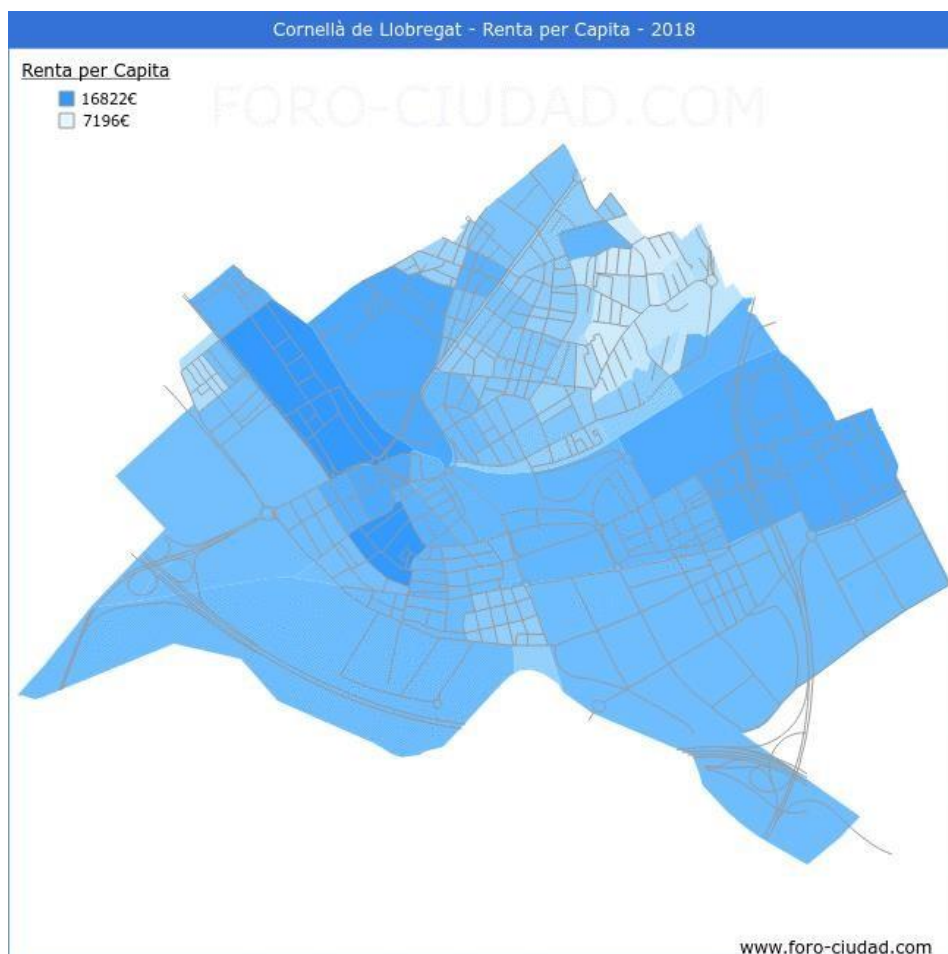 Cornellà de Llobregat - Renta per Capita - 2018
Renta per Capita
16822€
7196€
FORO-CIUDAD.COM
www.foro-ciudad.com